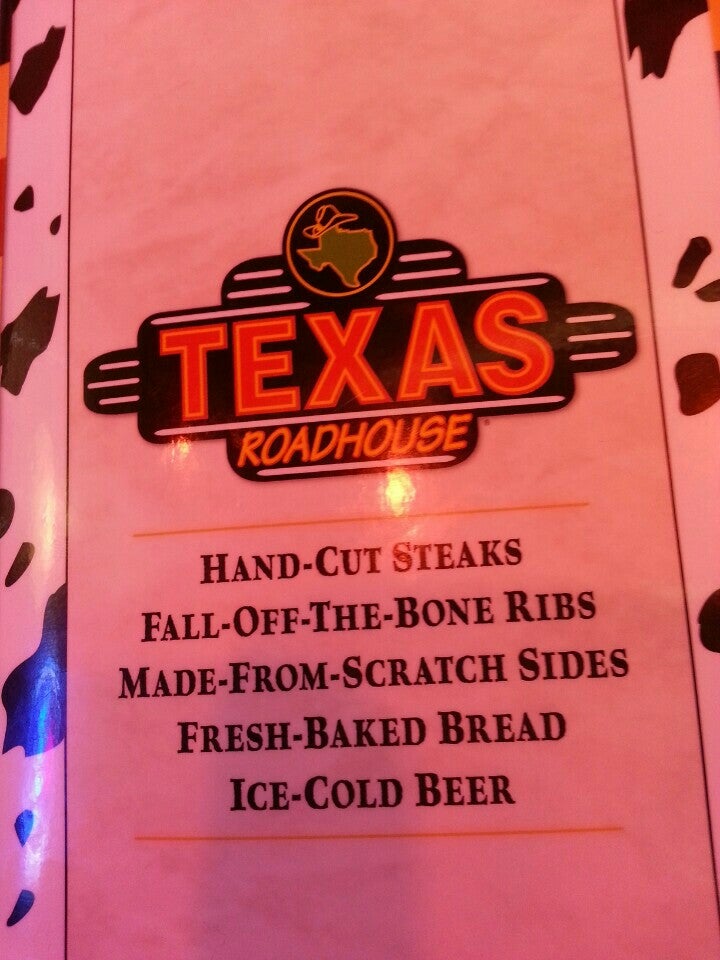 TEXAS
ROADHOUSE
HAND-CUT STEAKS
FALL-OFF-THE-BONE RIBS
MADE-FROM-SCRATCH SIDES
FRESH-BAKED BREAD
ICE-COLD BEER